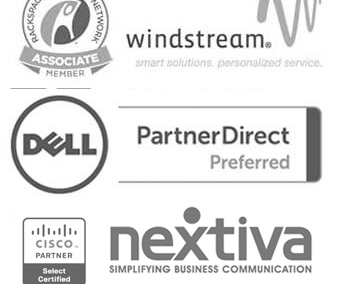 RACKSPACE NETWORK
ASSOCIATE
MEMBER
windstream®
smart solutions. personalized service.
DELL
PartnerDirect
Preferred
CISCO
PARTNER
Select
Certified
nextiva
SIMPLIFYING BUSINESS COMMUNICATION